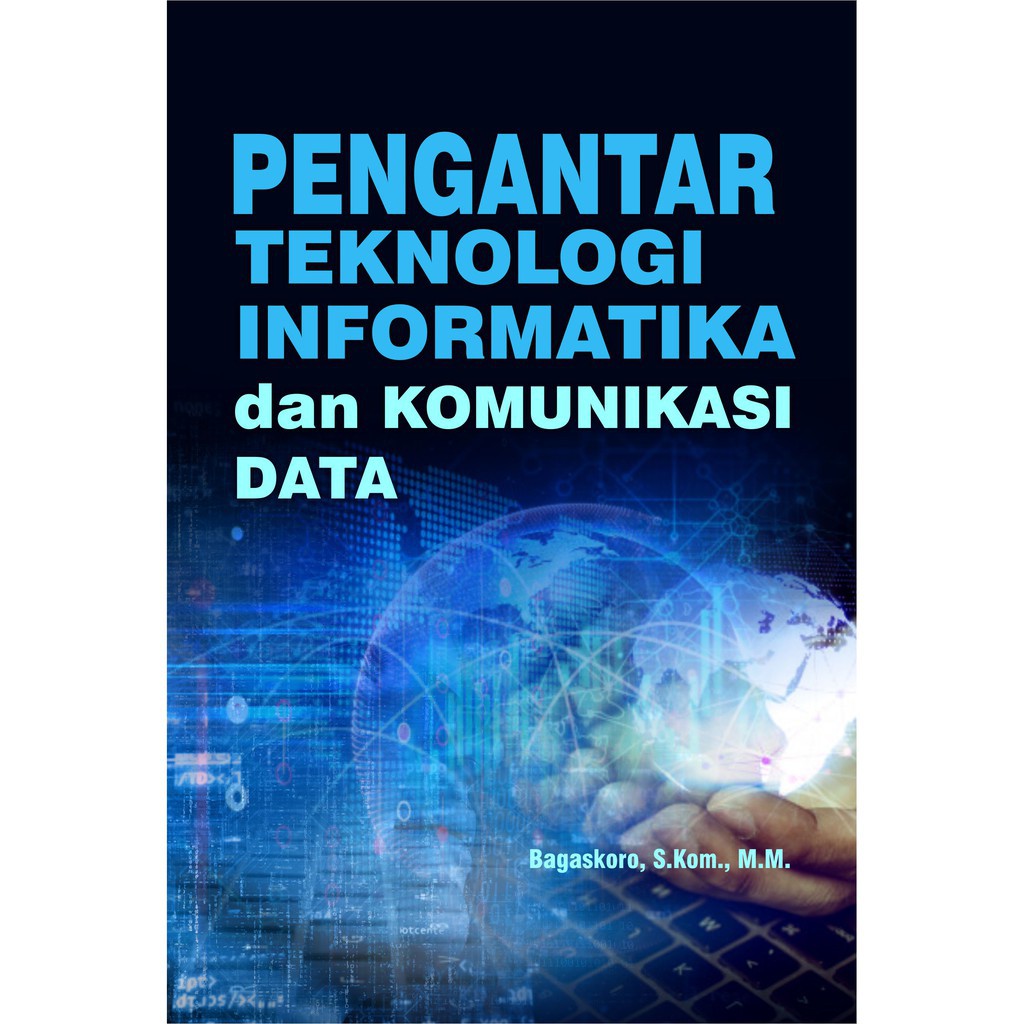 PENGANTAR
TEKNOLOGI
INFORMATIKA
dan KOMUNIKASI
DATA
Bagaskoro, S.Kom., M.M.